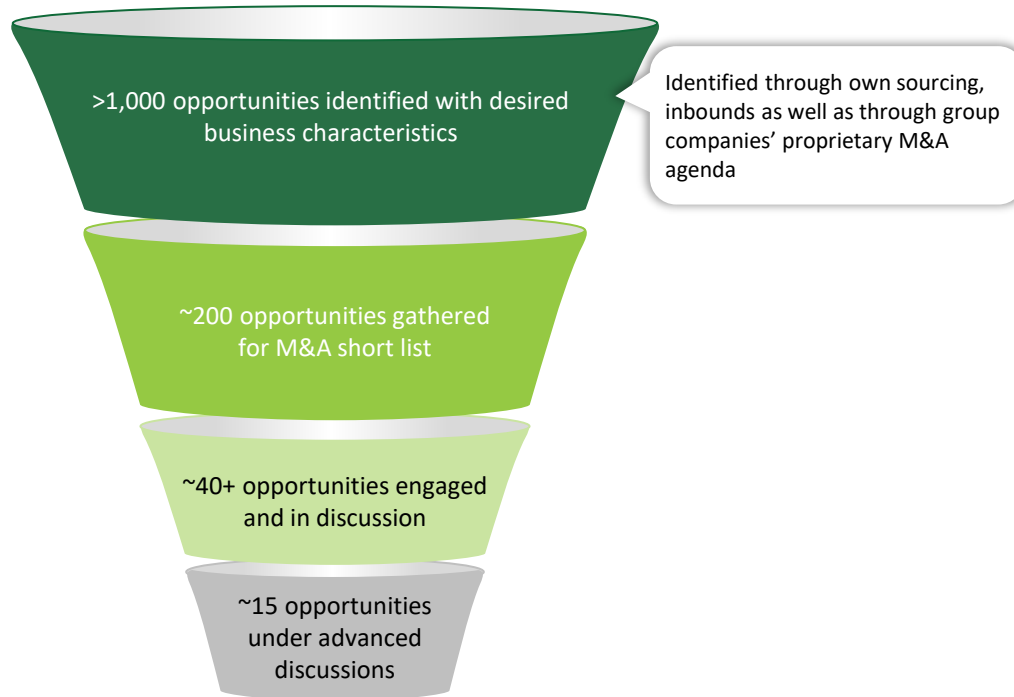 >1,000 opportunities identified with desired
business characteristics
Identified through own sourcing,
inbounds as well as through group
companies’ proprietary M&A
agenda
~200 opportunities gathered
for M&A short list
~40+ opportunities engaged
and in discussion
~15 opportunities
under advanced
discussions